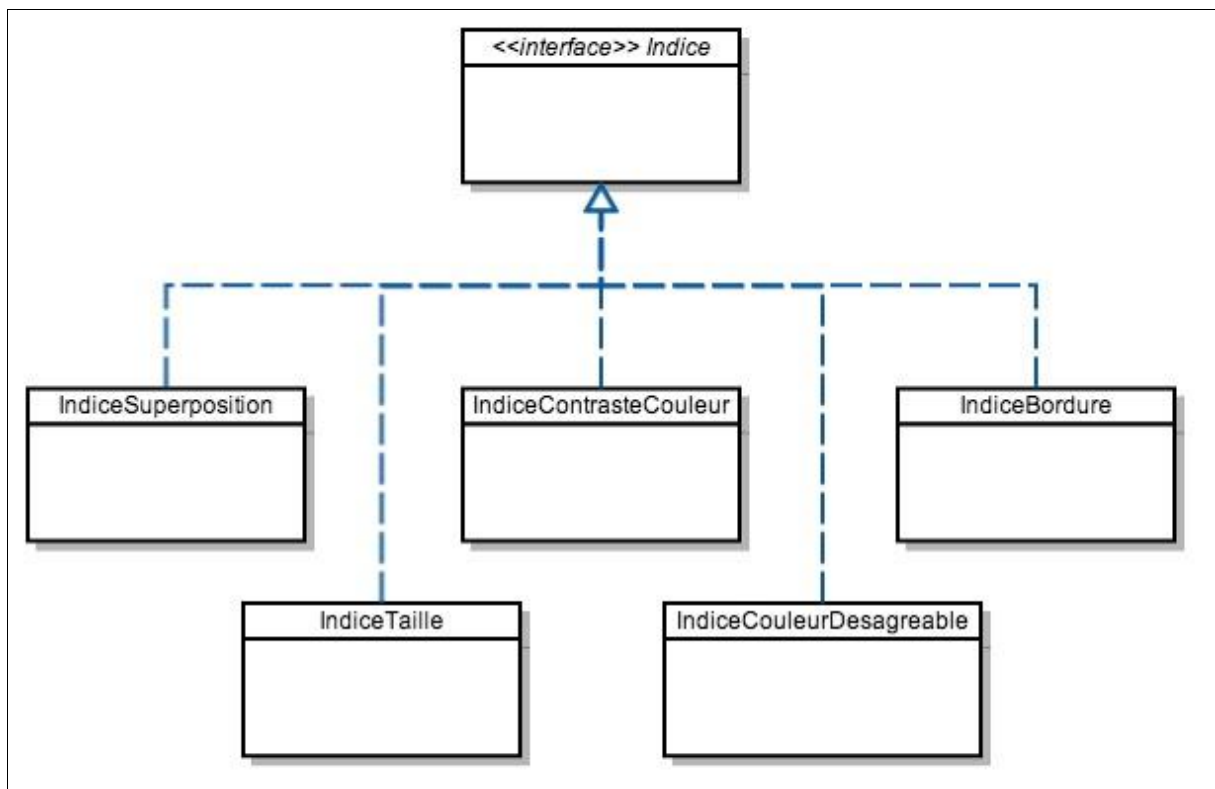 <<interface>> Indice
IndiceSuperposition
IndiceContrasteCouleur
IndiceBordure
IndiceTaille
IndiceCouleurDesagreable